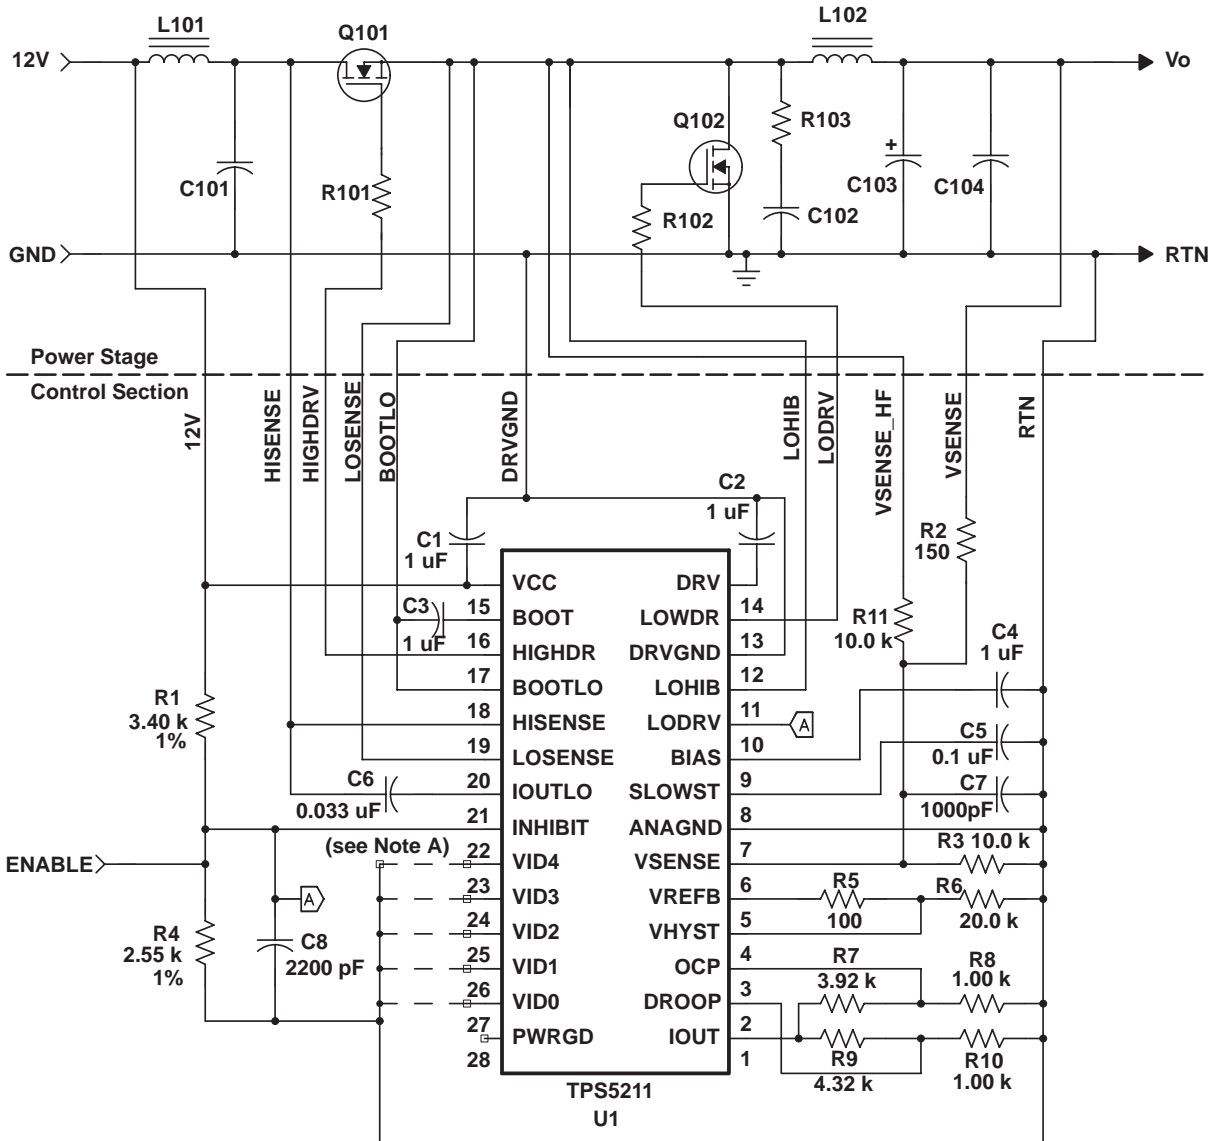 L101
Q101
L102
12V
Vo
R103
Q102
C101
R101
C103
C104
+
R102
C102
GND
RTN
Power Stage
Control Section
12V
HISENSE
HIGHDRV
LOSENSE
BOOTLO
DRVGND
LOHIB
LODRV
VSENSE_HF
VSENSE
RTN
C2
1 uF
C1
1 uF
R2
150
VCC
DRV
C3
1 uF
15
BOOT
LOWDR
14
R11
10.0 k
C4
1 uF
16
HIGHDR
DRVGND
13
17
BOOTLO
LOHIB
12
R1
3.40 k
1%
18
HISENSE
LODRV
11
A
19
LOSENSE
BIAS
10
C5
0.1 uF
C6
0.033 uF
20
IOUTLO
SLOWST
9
C7
1000pF
21
INHIBIT
ANAGND
8
(see Note A)
R3 10.0 k
ENABLE
22
VID4
VSENSE
7
A
23
VID3
VREFB
6
R5
100
R6
20.0 k
R4
2.55 k
1%
C8
2200 pF
24
VID2
VHYST
5
25
VID1
OCP
4
R7
3.92 k
R8
1.00 k
26
VID0
DROOP
3
27
PWRGD
IOUT
2
28
1
R9
4.32 k
R10
1.00 k
TPS5211
U1